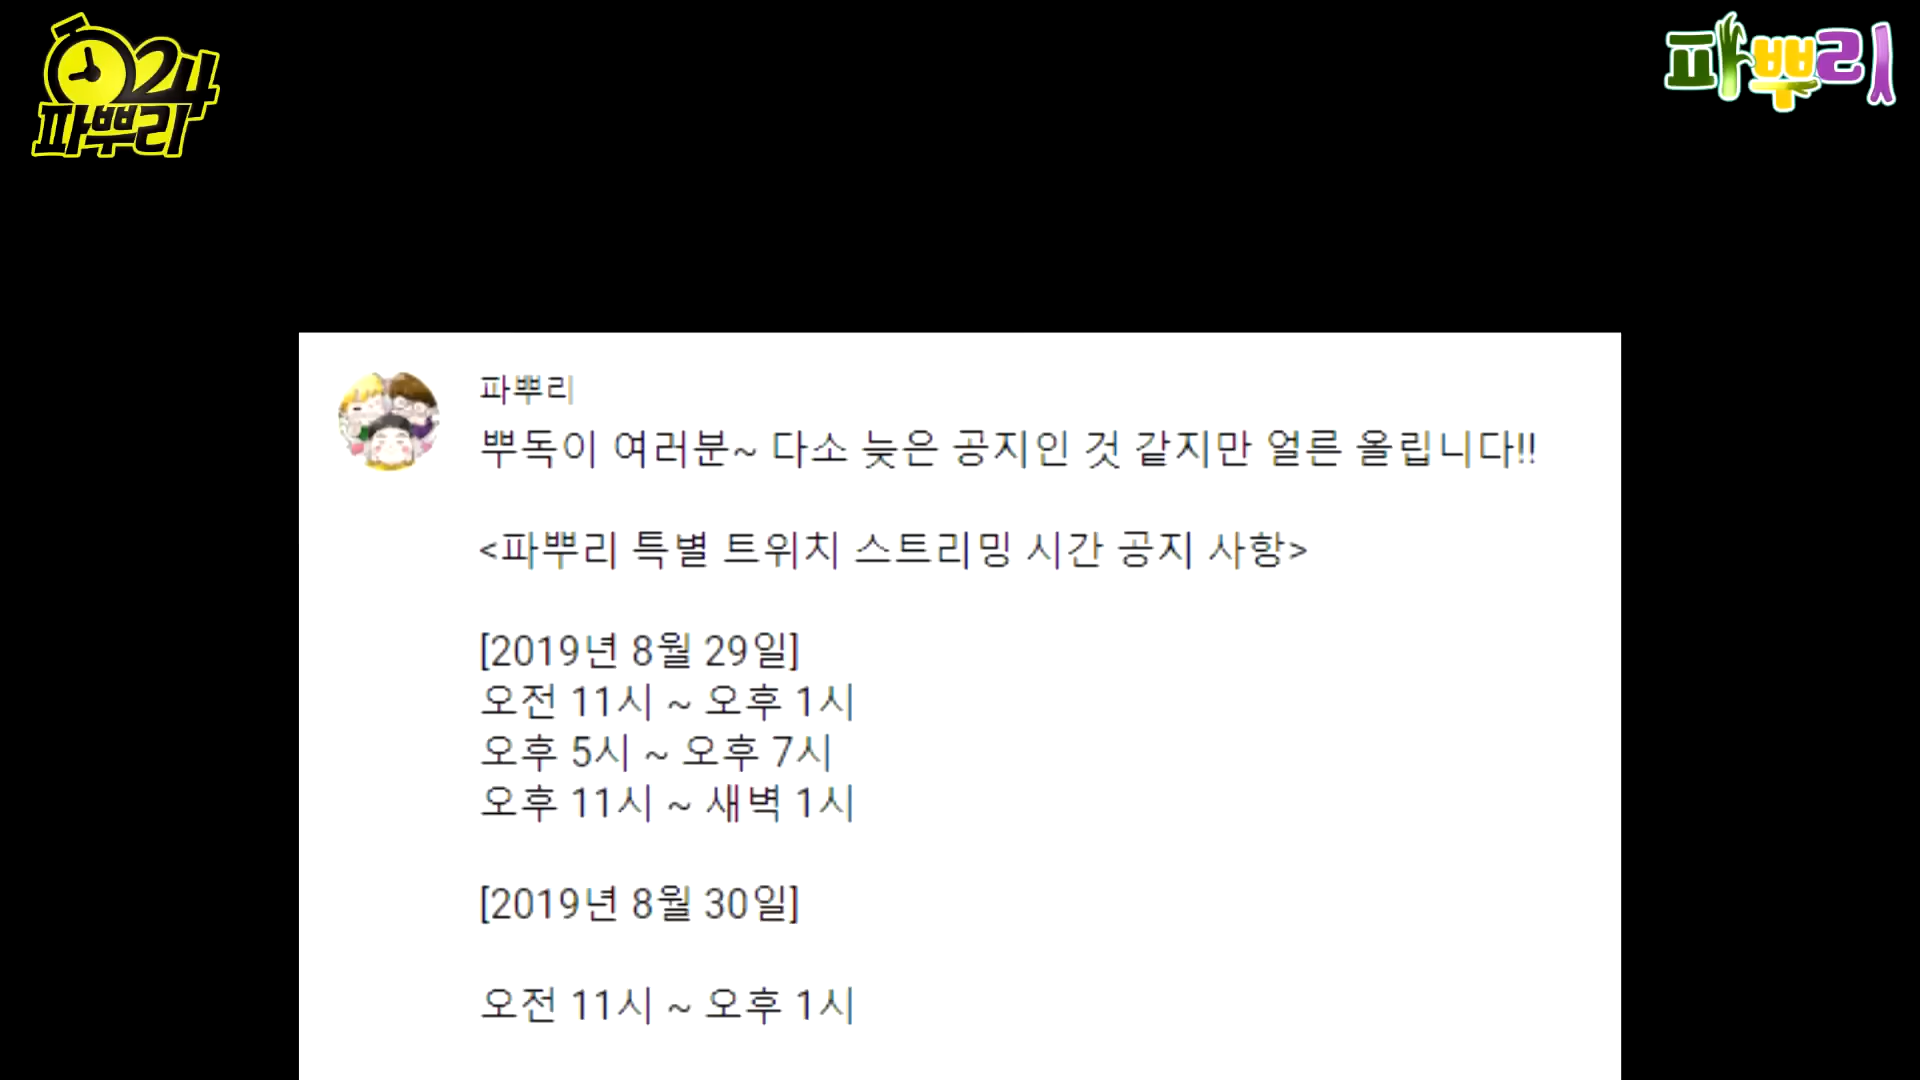 24
파뿌리
파뿌리
파뿌리
뿌독이 여러분~ 다소 늦은 공지인 것 같지만 얼른 올립니다!!
<파뿌리 특별 트위치 스트리밍 시간 공지 사항>
[2019년 8월 29일]
오전 11시 ~ 오후 1시
오후 5시 ~ 오후 7시
오후 11시 ~ 새벽 1시
[2019년 8월 30일]
오전 11시 ~ 오후 1시